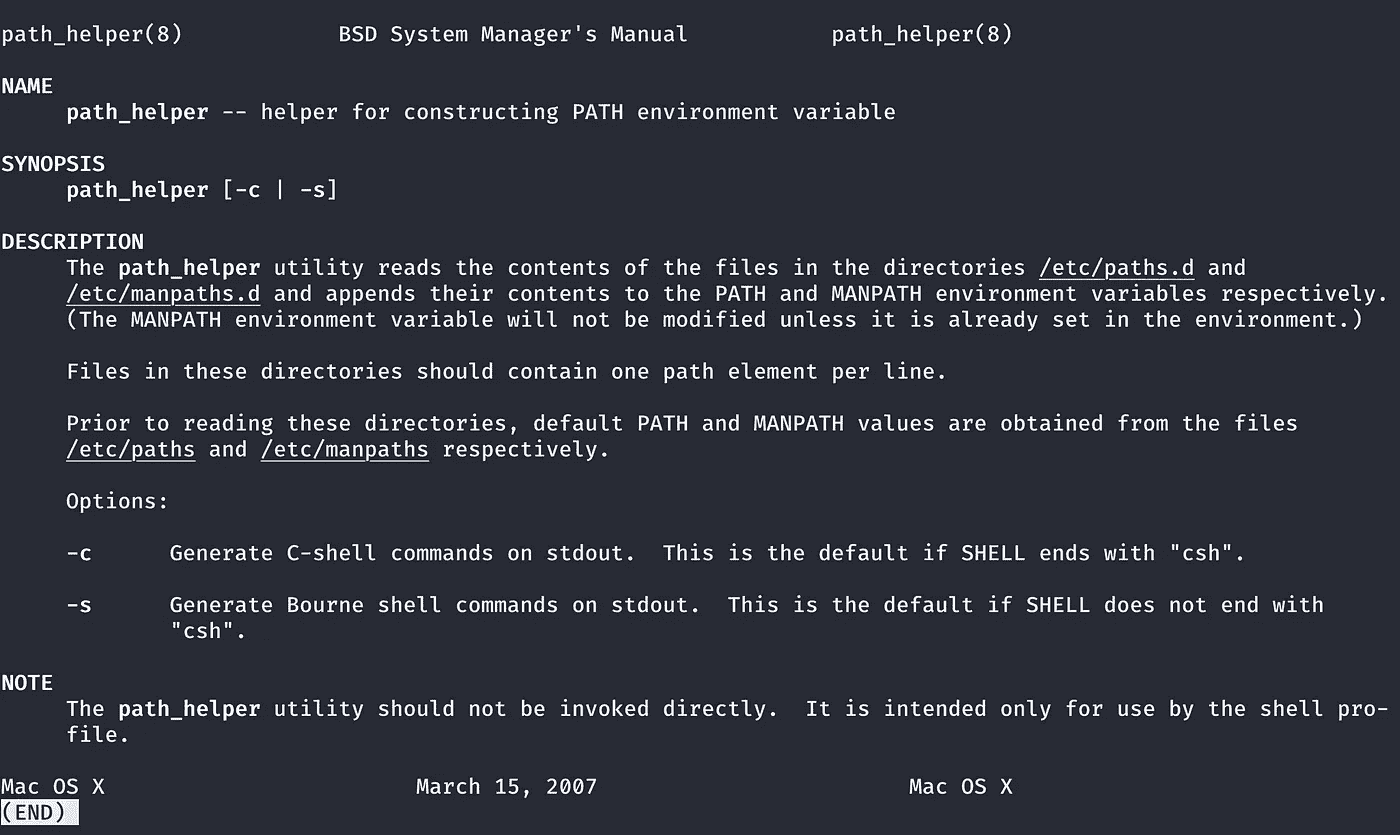 path_helper(8)            BSD System Manager's Manual           path_helper(8)
NAME
     path_helper -- helper for constructing PATH environment variable
SYNOPSIS
     path_helper [-c | -s]
DESCRIPTION
     The path_helper utility reads the contents of the files in the directories /etc/paths.d and
     /etc/manpaths.d and appends their contents to the PATH and MANPATH environment variables respectively.
     (The MANPATH environment variable will not be modified unless it is already set in the environment.)
     Files in these directories should contain one path element per line.
     Prior to reading these directories, default PATH and MANPATH values are obtained from the files
     /etc/paths and /etc/manpaths respectively.
     Options:
     -c      Generate C-shell commands on stdout.  This is the default if SHELL ends with "csh".
     -s      Generate Bourne shell commands on stdout.  This is the default if SHELL does not end with
             "csh".
NOTE
     The path_helper utility should not be invoked directly.  It is intended only for use by the shell pro-
     file.
Mac OS X                        March 15, 2007                        Mac OS X
(END)